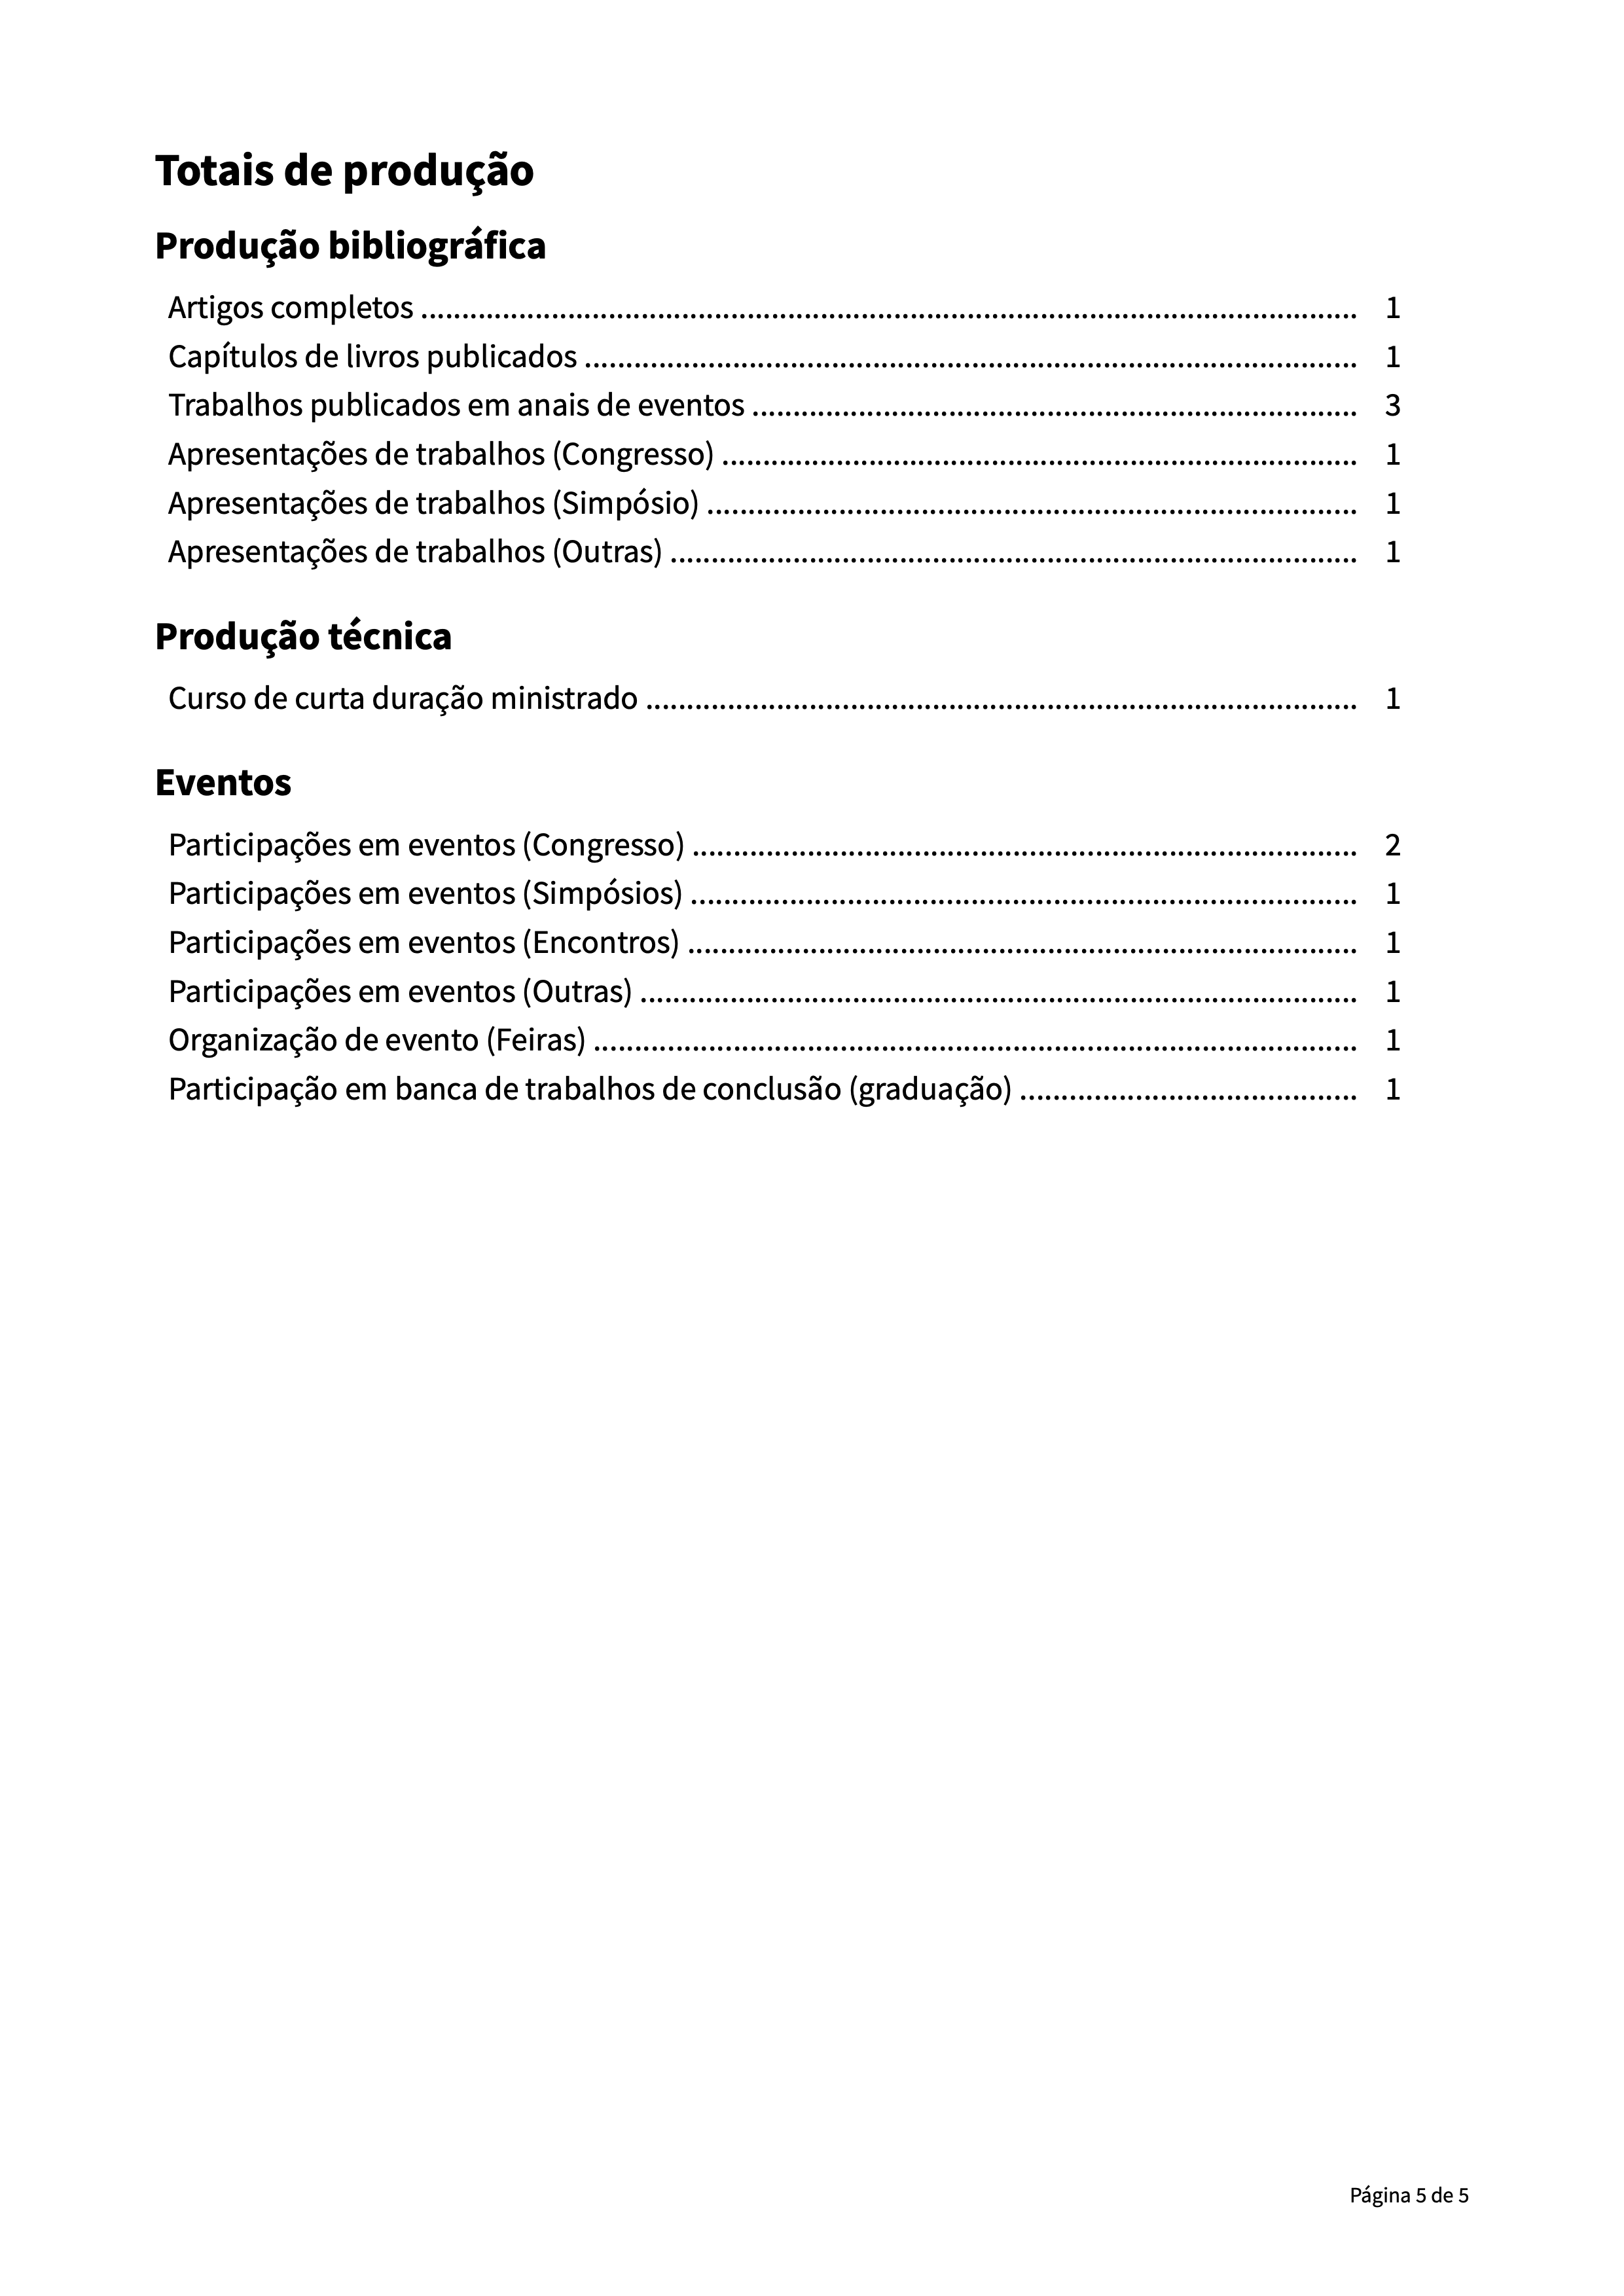 Totais de produção
Produção bibliográfica
Artigos completos ........................................................................................................................ 1
Capítulos de livros publicados ................................................................................................... 1
Trabalhos publicados em anais de eventos ............................................................................. 3
Apresentações de trabalhos (Congresso) ................................................................................. 1
Apresentações de trabalhos (Simpósio) ................................................................................... 1
Apresentações de trabalhos (Outras) ........................................................................................ 1
Produção técnica
Curso de curta duração ministrado ........................................................................................... 1
Eventos
Participações em eventos (Congresso) ..................................................................................... 2
Participações em eventos (Simpósios) ..................................................................................... 1
Participações em eventos (Encontros) ..................................................................................... 1
Participações em eventos (Outras) ............................................................................................ 1
Organização de evento (Feiras) .................................................................................................. 1
Participação em banca de trabalhos de conclusão (graduação) .......................................... 1
Página 5 de 5